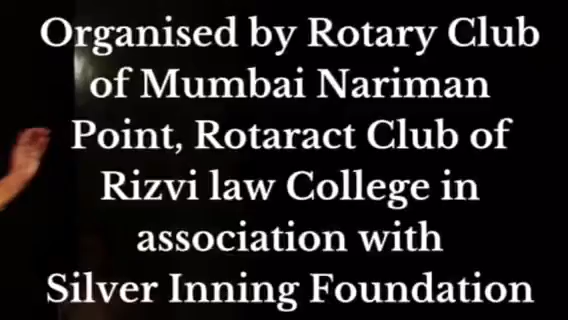 Organised by Rotary Club
of Mumbai Nariman
Point, Rotaract Club of
Rizvi law College in
association with
Silver Inning Foundation